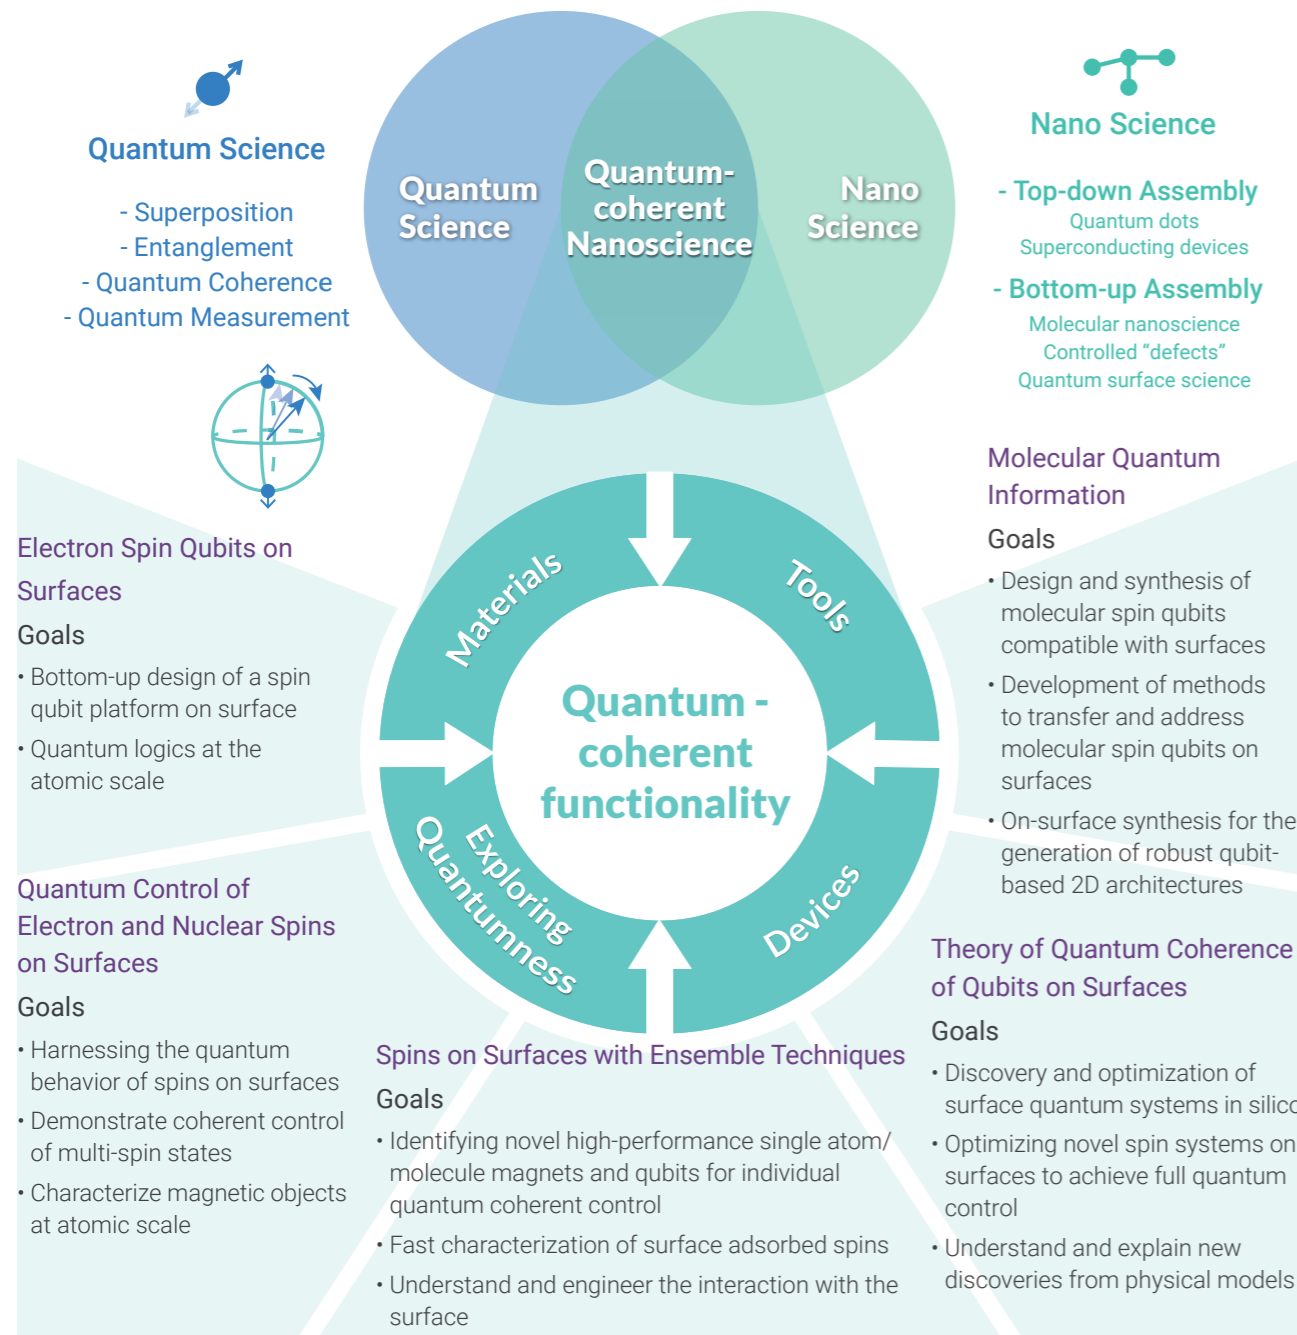 Quantum Science
- Superposition
- Entanglement
- Quantum Coherence
- Quantum Measurement
Quantum
Science
Quantum-
coherent
Nanoscience
Nano
Science
Nano Science
- Top-down Assembly
Quantum dots
Superconducting devices
- Bottom-up Assembly
Molecular nanoscience
Controlled “defects”
Quantum surface science
Materials
Tools
Exploring
Quantumness
Devices
Quantum -
coherent
functionality
Electron Spin Qubits on
Surfaces
Goals
• Bottom-up design of a spin
qubit platform on surface
• Quantum logics at the
atomic scale
Quantum Control of
Electron and Nuclear Spins
on Surfaces
Goals
• Harnessing the quantum
behavior of spins on surfaces
• Demonstrate coherent control
of multi-spin states
• Characterize magnetic objects
at atomic scale
Spins on Surfaces with Ensemble Techniques
Goals
• Identifying novel high-performance single atom/
molecule magnets and qubits for individual
quantum coherent control
• Fast characterization of surface adsorbed spins
• Understand and engineer the interaction with the
surface
Molecular Quantum
Information
Goals
• Design and synthesis of
molecular spin qubits
compatible with surfaces
• Development of methods
to transfer and address
molecular spin qubits on
surfaces
• On-surface synthesis for the
generation of robust qubit-
based 2D architectures
Theory of Quantum Coherence
of Qubits on Surfaces
Goals
• Discovery and optimization of
surface quantum systems in silico
• Optimizing novel spin systems on
surfaces to achieve full quantum
control
• Understand and explain new
discoveries from physical models